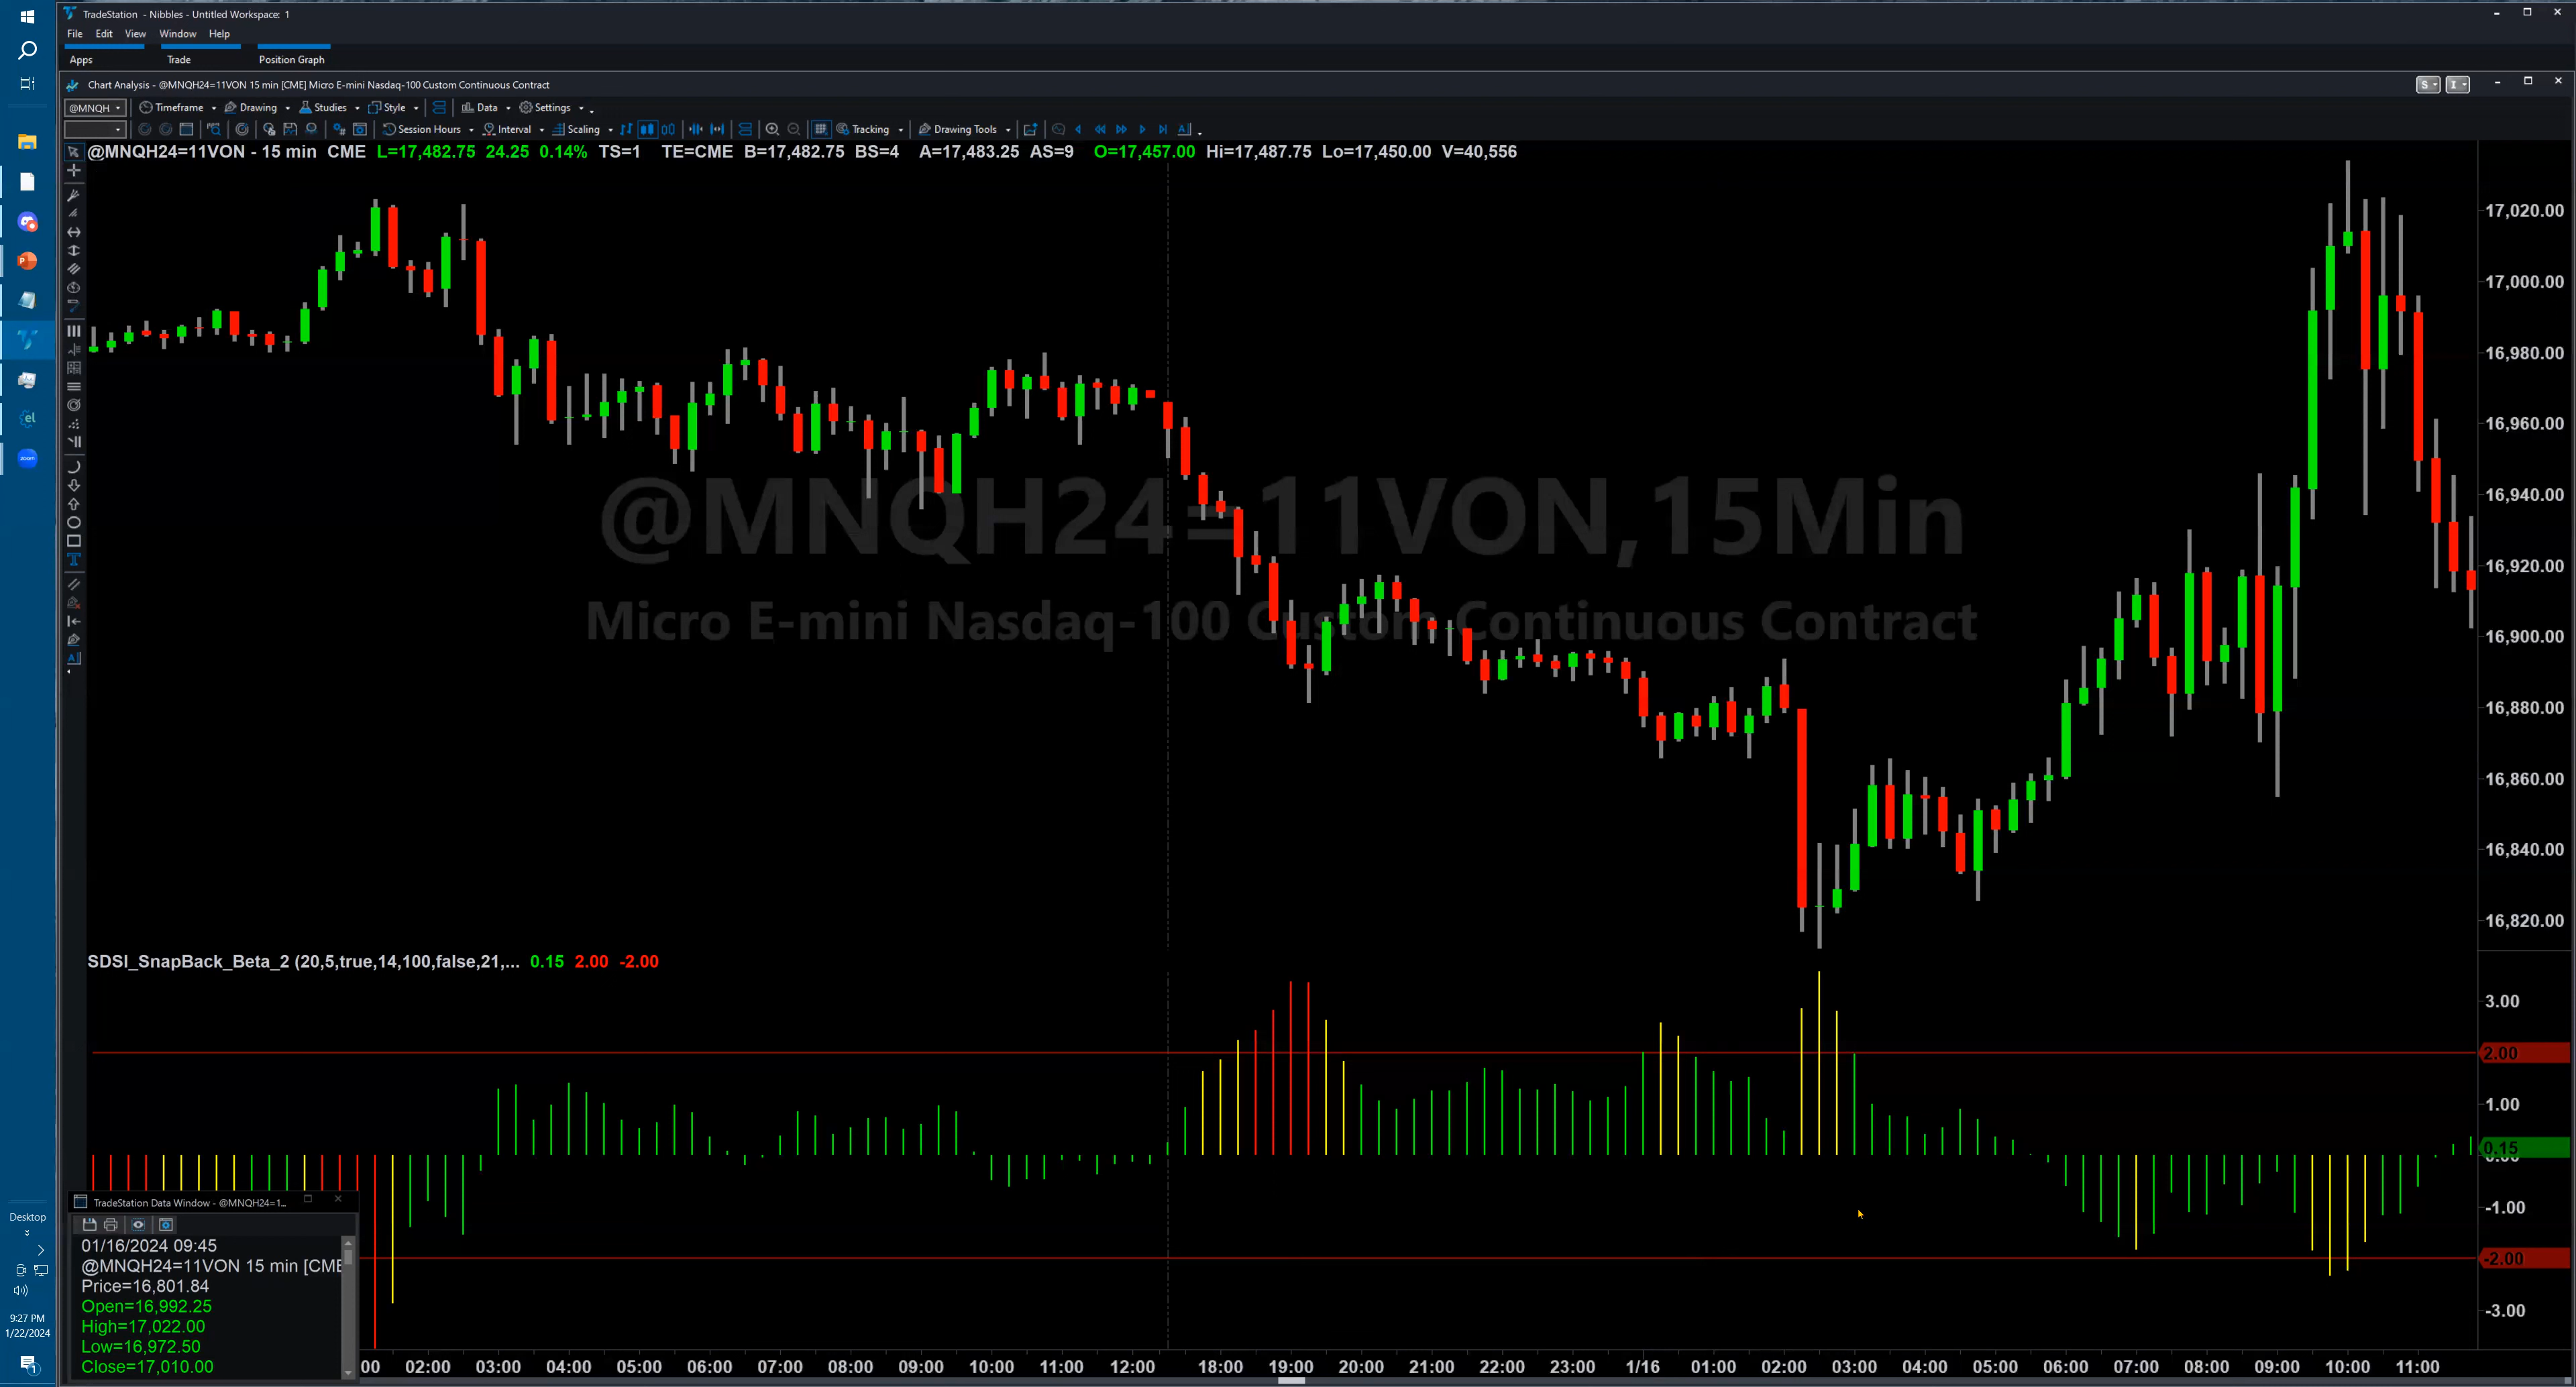 TradeStation - Nibbles - Untitled Workspace: 1
File Edit View Window Help
Apps Trade Position Graph
Chart Analysis - @MNQH24=11VON 15 min [CME] Micro E-mini Nasdaq-100 Custom Continuous Contract
S I
@MNQH Timeframe Drawing Studies Style Data Settings
Session Hours Interval Scaling Tracking Drawing Tools
@MNQH24=11VON - 15 min CME L=17,482.75 24.25 0.14% TS=1 TE=CME B=17,482.75 BS=4 A=17,483.25 AS=9 O=17,457.00 Hi=17,487.75 Lo=17,450.00 V=40,556
17,020.00
17,000.00
16,980.00
16,960.00
16,940.00
16,920.00
16,900.00
16,880.00
16,860.00
16,840.00
16,820.00
@MNQH24=11VON,15Min
Micro E-mini Nasdaq-100 Custom Continuous Contract
SDSI_SnapBack_Beta_2 (20,5,true,14,100,false,21,... 0.15 2.00 -2.00
3.00
2.00
1.00
0.15
0.00
-1.00
-2.00
-3.00
TradeStation Data Window - @MNQH24=1...
01/16/2024 09:45
@MNQH24=11VON 15 min [CME
Price=16,801.84
Open=16,992.25
High=17,022.00
Low=16,972.50
Close=17,010.00
:00 02:00 03:00 04:00 05:00 06:00 07:00 08:00 09:00 10:00 11:00 12:00 18:00 19:00 20:00 21:00 22:00 23:00 1/16 01:00 02:00 03:00 04:00 05:00 06:00 07:00 08:00 09:00 10:00 11:00
el
zoom
Desktop
9:27 PM
1/22/2024
1